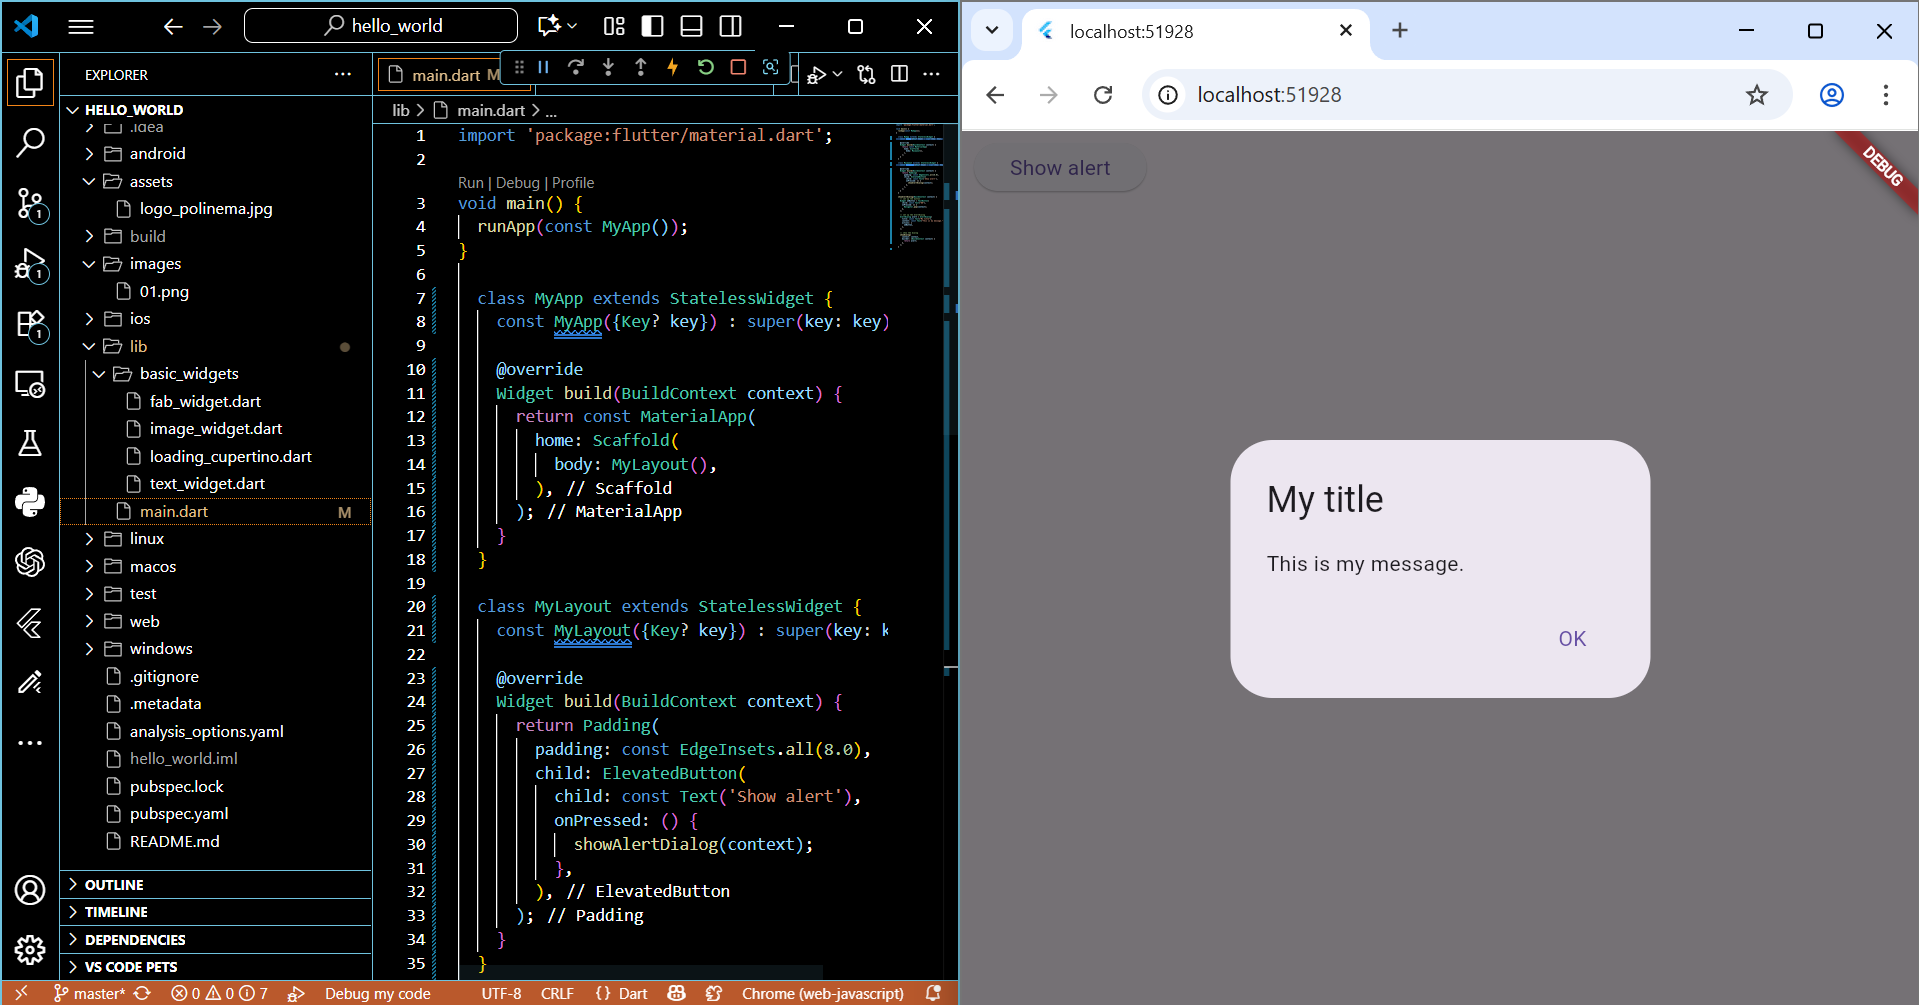 hello_world
EXPLORER
HELLO_WORLD
.idea
android
assets
logo_polinema.jpg
build
images
01.png
ios
lib
basic_widgets
fab_widget.dart
image_widget.dart
loading_cupertino.dart
text_widget.dart
main.dart M
linux
macos
test
web
windows
.gitignore
.metadata
analysis_options.yaml
hello_world.iml
pubspec.lock
pubspec.yaml
README.md
OUTLINE
TIMELINE
DEPENDENCIES
VS CODE PETS
1
1
1
main.dart M
lib > main.dart > ...
1 import 'package:flutter/material.dart';
2
Run | Debug | Profile
3 void main() {
4 runApp(const MyApp());
5 }
6
7 class MyApp extends StatelessWidget {
8 const MyApp({Key? key}) : super(key: key)
9
10 @override
11 Widget build(BuildContext context) {
12 return const MaterialApp(
13 home: Scaffold(
14 body: MyLayout(),
15 ), // Scaffold
16 ); // MaterialApp
17 }
18 }
19
20 class MyLayout extends StatelessWidget {
21 const MyLayout({Key? key}) : super(key: k
22
23 @override
24 Widget build(BuildContext context) {
25 return Padding(
26 padding: const EdgeInsets.all(8.0),
27 child: ElevatedButton(
28 child: const Text('Show alert'),
29 onPressed: () {
30 showAlertDialog(context);
31 },
32 ), // ElevatedButton
33 ); // Padding
34 }
35 }
master* 0 0 7 Debug my code UTF-8 CRLF {} Dart Chrome (web-javascript)
localhost:51928
localhost:51928
Show alert
DEBUG
My title
This is my message.
OK